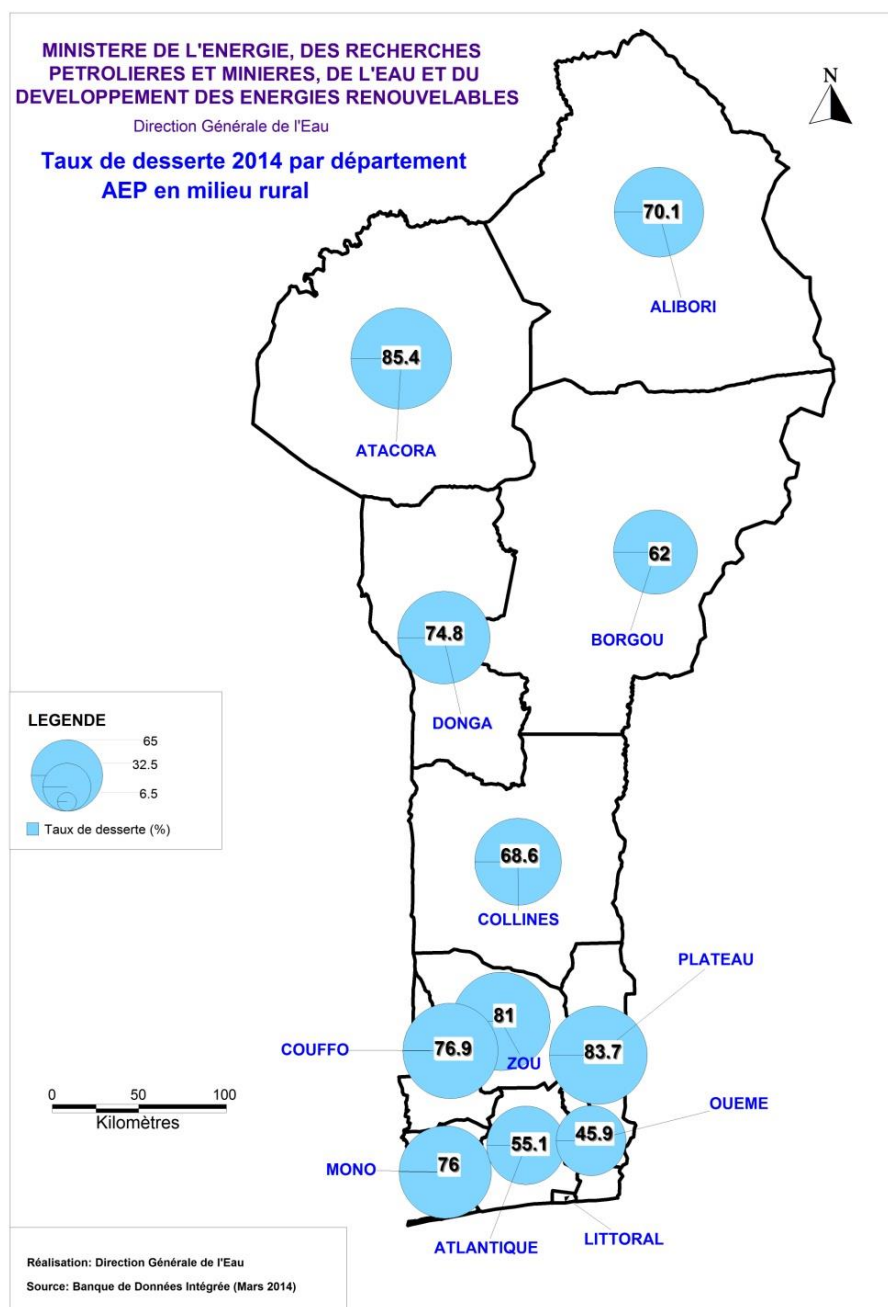 MINISTERE DE L'ENERGIE, DES RECHERCHES
PETROLIERES ET MINIERES, DE L'EAU ET DU
DEVELOPPEMENT DES ENERGIES RENOUVELABLES
Direction Générale de l'Eau
Taux de desserte 2014 par département
AEP en milieu rural
N
70.1
ALIBORI
85.4
ATACORA
62
BORGOU
74.8
DONGA
LEGENDE
65
32.5
6.5
Taux de desserte (%)
68.6
COLLINES
PLATEAU
81
COUFFO
76.9
ZOU
83.7
0 50 100
Kilomètres
OUEME
45.9
55.1
MONO
76
ATLANTIQUE
LITTORAL
Réalisation: Direction Générale de l'Eau
Source: Banque de Données Intégrée (Mars 2014)